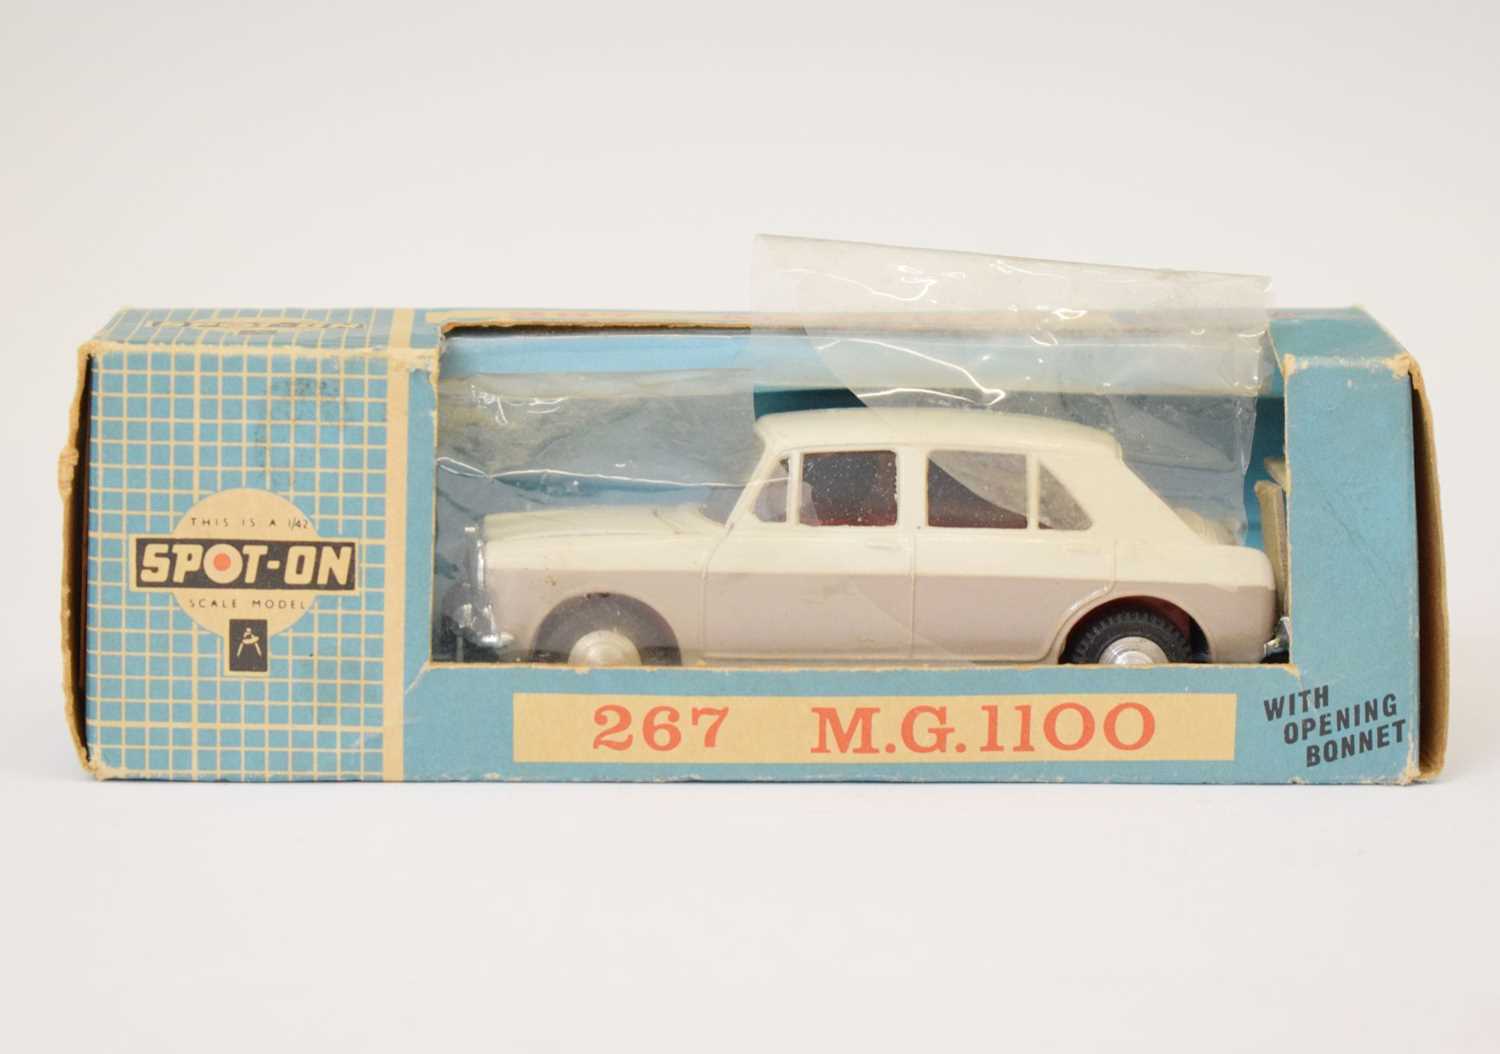 THIS IS A 1/42
SPOT-ON
SCALE MODEL
267 M.G.1100
WITH
OPENING
BONNET